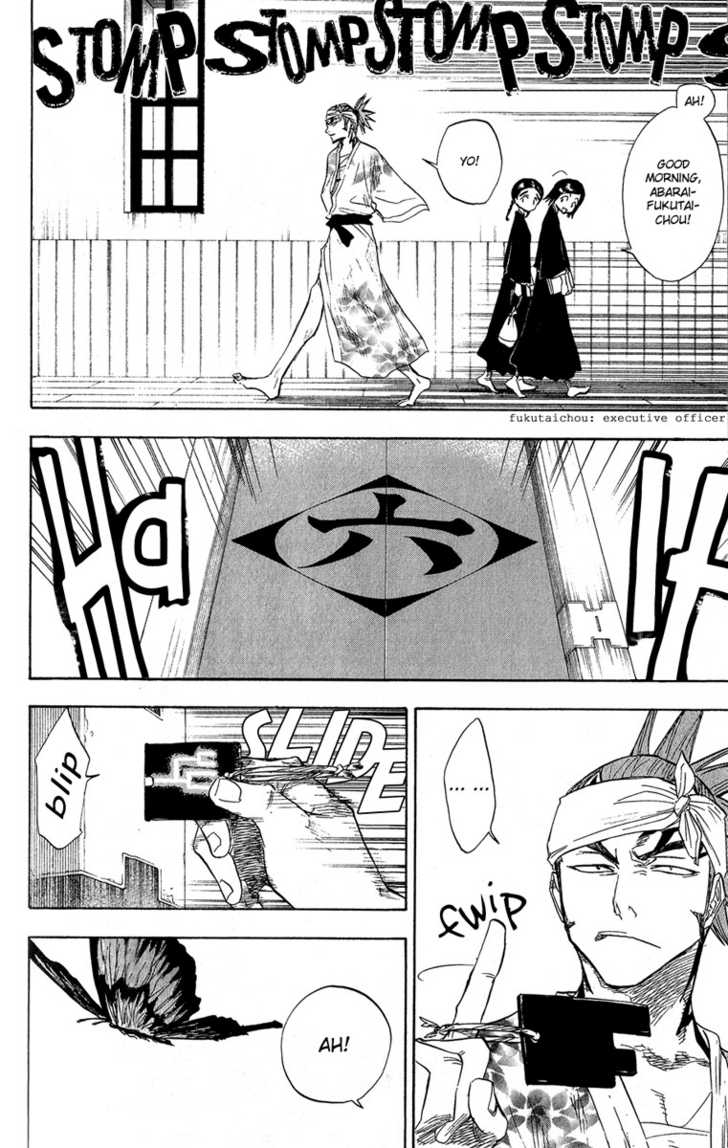 STOMP STOMP STOMP STOMP S
AH!
GOOD
MORNING,
ABARAI-
FUKUTAI-
CHOU!
YO!
fukutaichou: executive officer
Ha
六
lt
SLIDE
blip
... ...
fwip
AH!